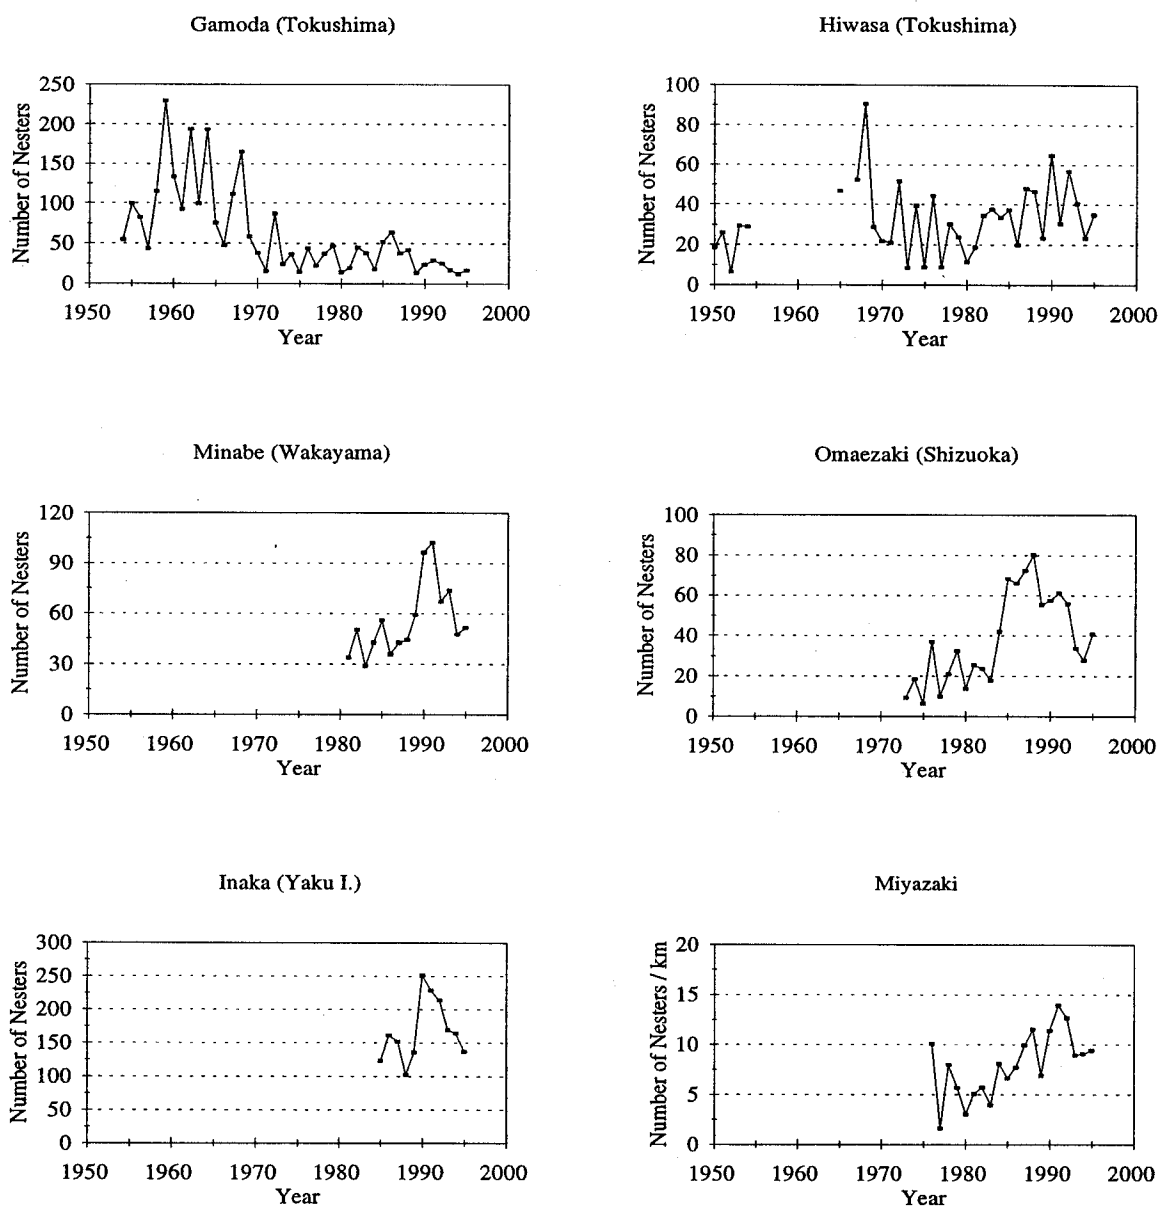 Gamoda (Tokushima)
Number of Nesters
250
200
150
100
50
0
1950 1960 1970 1980 1990 2000
Year
Hiwasa (Tokushima)
Number of Nesters
100
80
60
40
20
0
1950 1960 1970 1980 1990 2000
Year
Minabe (Wakayama)
Number of Nesters
120
90
60
30
0
1950 1960 1970 1980 1990 2000
Year
Omaezaki (Shizuoka)
Number of Nesters
100
80
60
40
20
0
1950 1960 1970 1980 1990 2000
Year
Inaka (Yaku I.)
Number of Nesters
300
250
200
150
100
50
0
1950 1960 1970 1980 1990 2000
Year
Miyazaki
Number of Nesters / km
20
15
10
5
0
1950 1960 1970 1980 1990 2000
Year